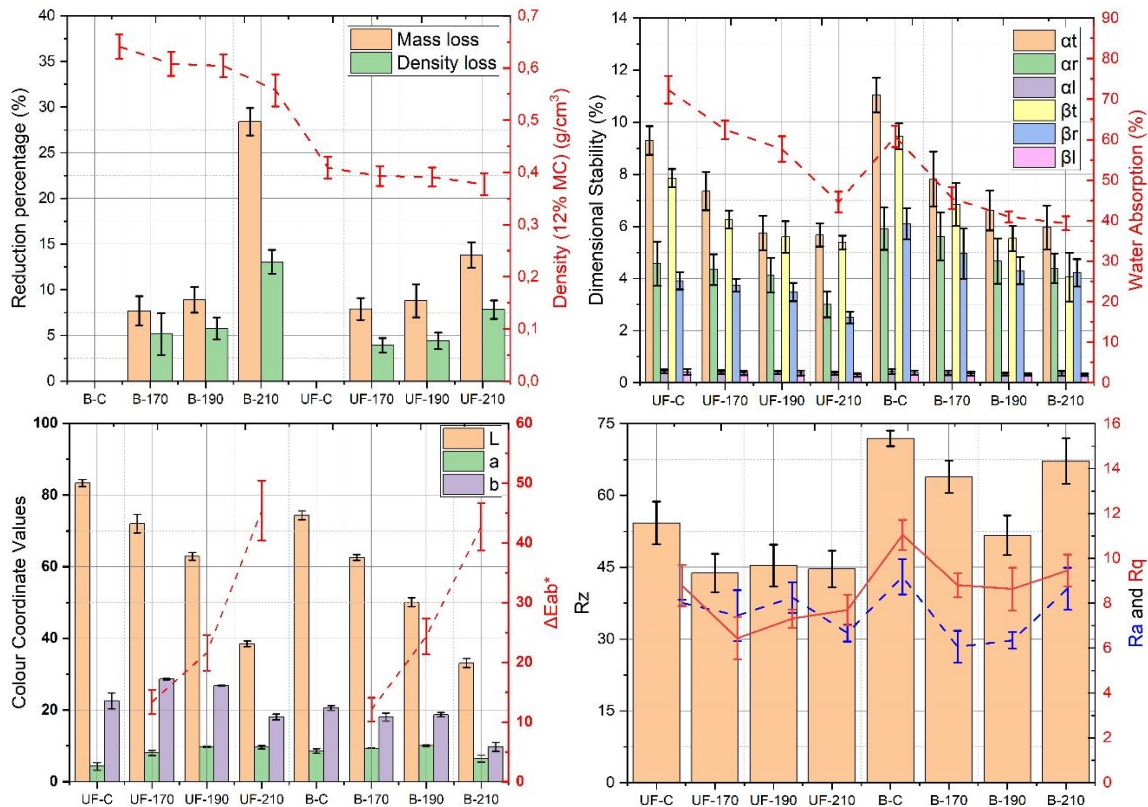 40
35
30
25
20
15
10
5
0
Reduction percentage (%)
Mass loss
Density loss
0,7
0,6
0,5
0,4
0,3
0,2
0,1
0,0
Density (12% MC) (g/cm³)
B-C B-170 B-190 B-210 UF-C UF-170 UF-190 UF-210
14
12
10
8
6
4
2
0
Dimensional Stability (%)
αt
αr
αl
βt
βr
βl
90
80
70
60
50
40
30
20
10
0
Water Absorption (%)
UF-C UF-170 UF-190 UF-210 B-C B-170 B-190 B-210
100
80
60
40
20
0
Colour Coordinate Values
L
a
b
60
50
40
30
20
10
0
ΔEab*
UF-C UF-170 UF-190 UF-210 B-C B-170 B-190 B-210
75
60
45
30
15
0
Rz
16
14
12
10
8
6
4
2
0
Ra and Rq
UF-C UF-170 UF-190 UF-210 B-C B-170 B-190 B-210